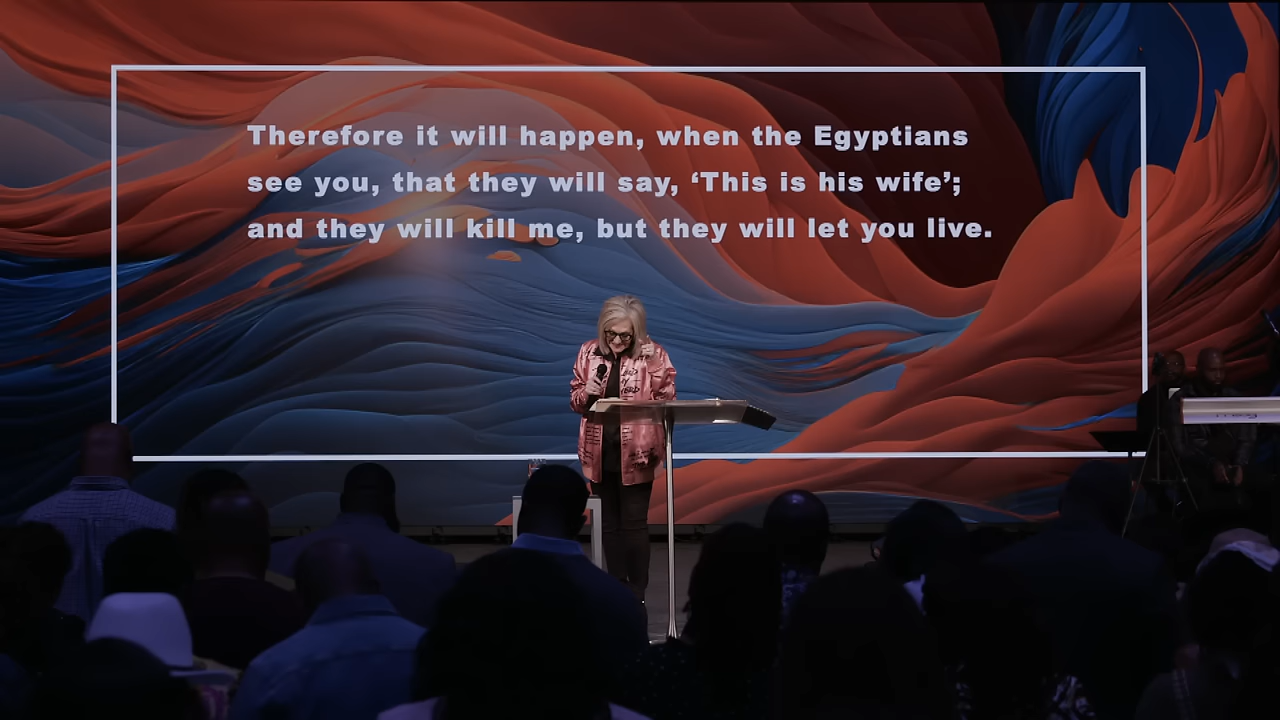 Therefore it will happen, when the Egyptians
see you, that they will say, ‘This is his wife’;
and they will kill me, but they will let you live.